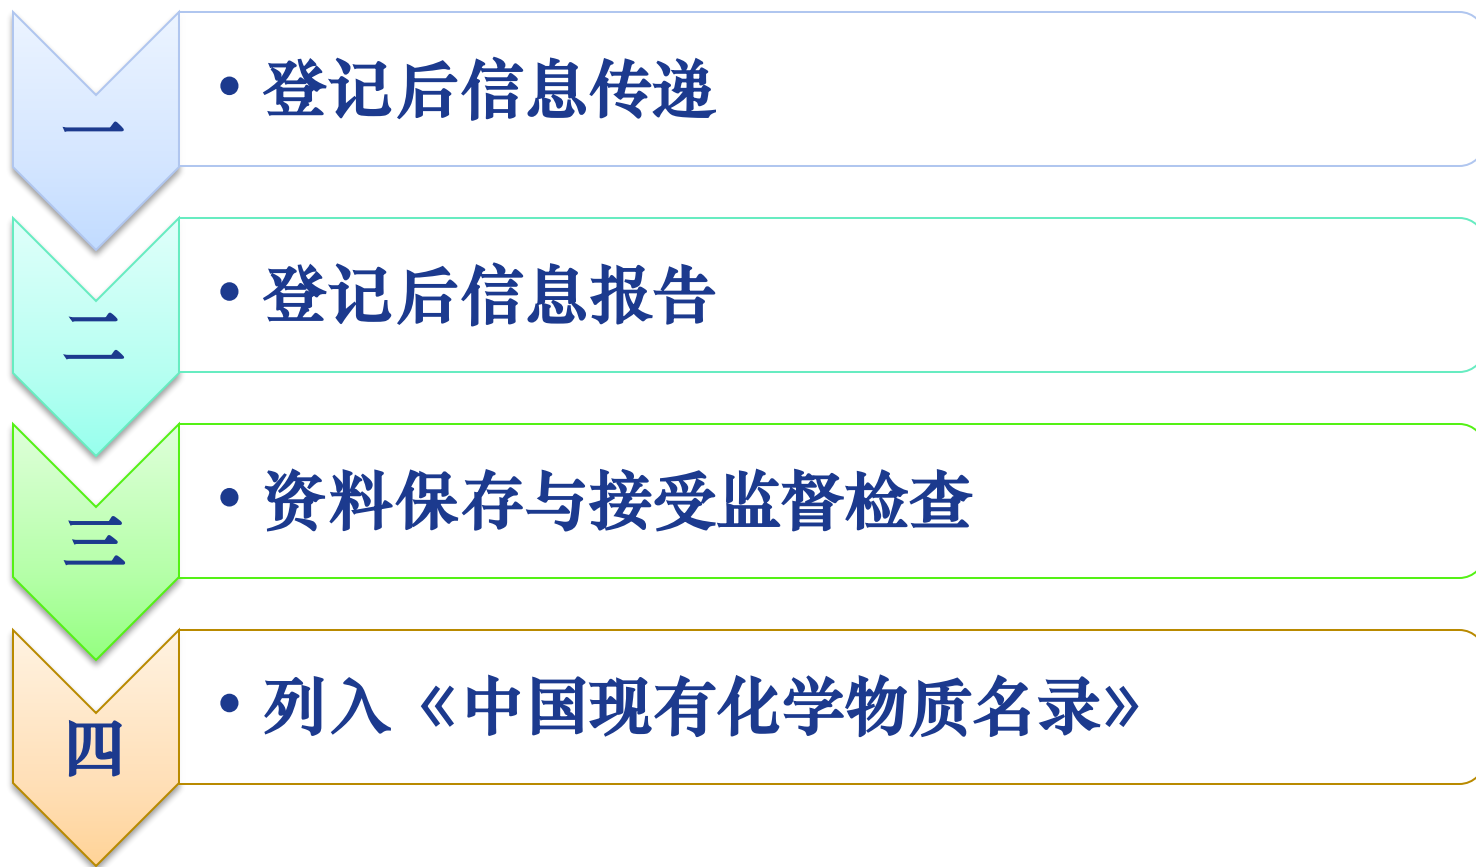 一
• 登记后信息传递
二
• 登记后信息报告
三
• 资料保存与接受监督检查
四
• 列入《中国现有化学物质名录》